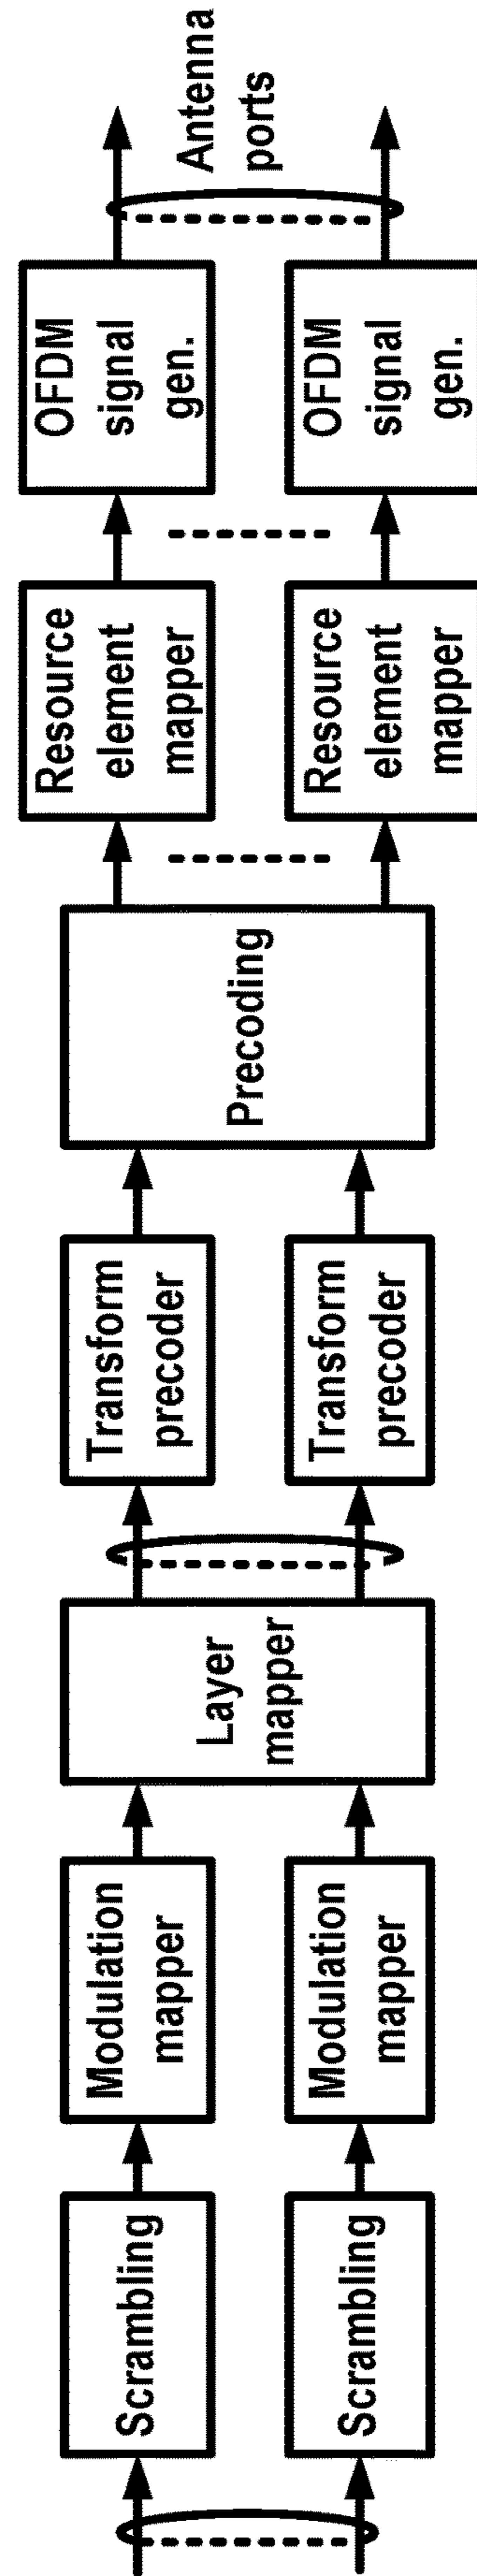 Scrambling
Scrambling
Modulation
mapper
Modulation
mapper
Layer
mapper
Transform
precoder
Transform
precoder
Precoding
Resource
element
mapper
Resource
element
mapper
OFDM
signal
gen.
OFDM
signal
gen.
Antenna
ports